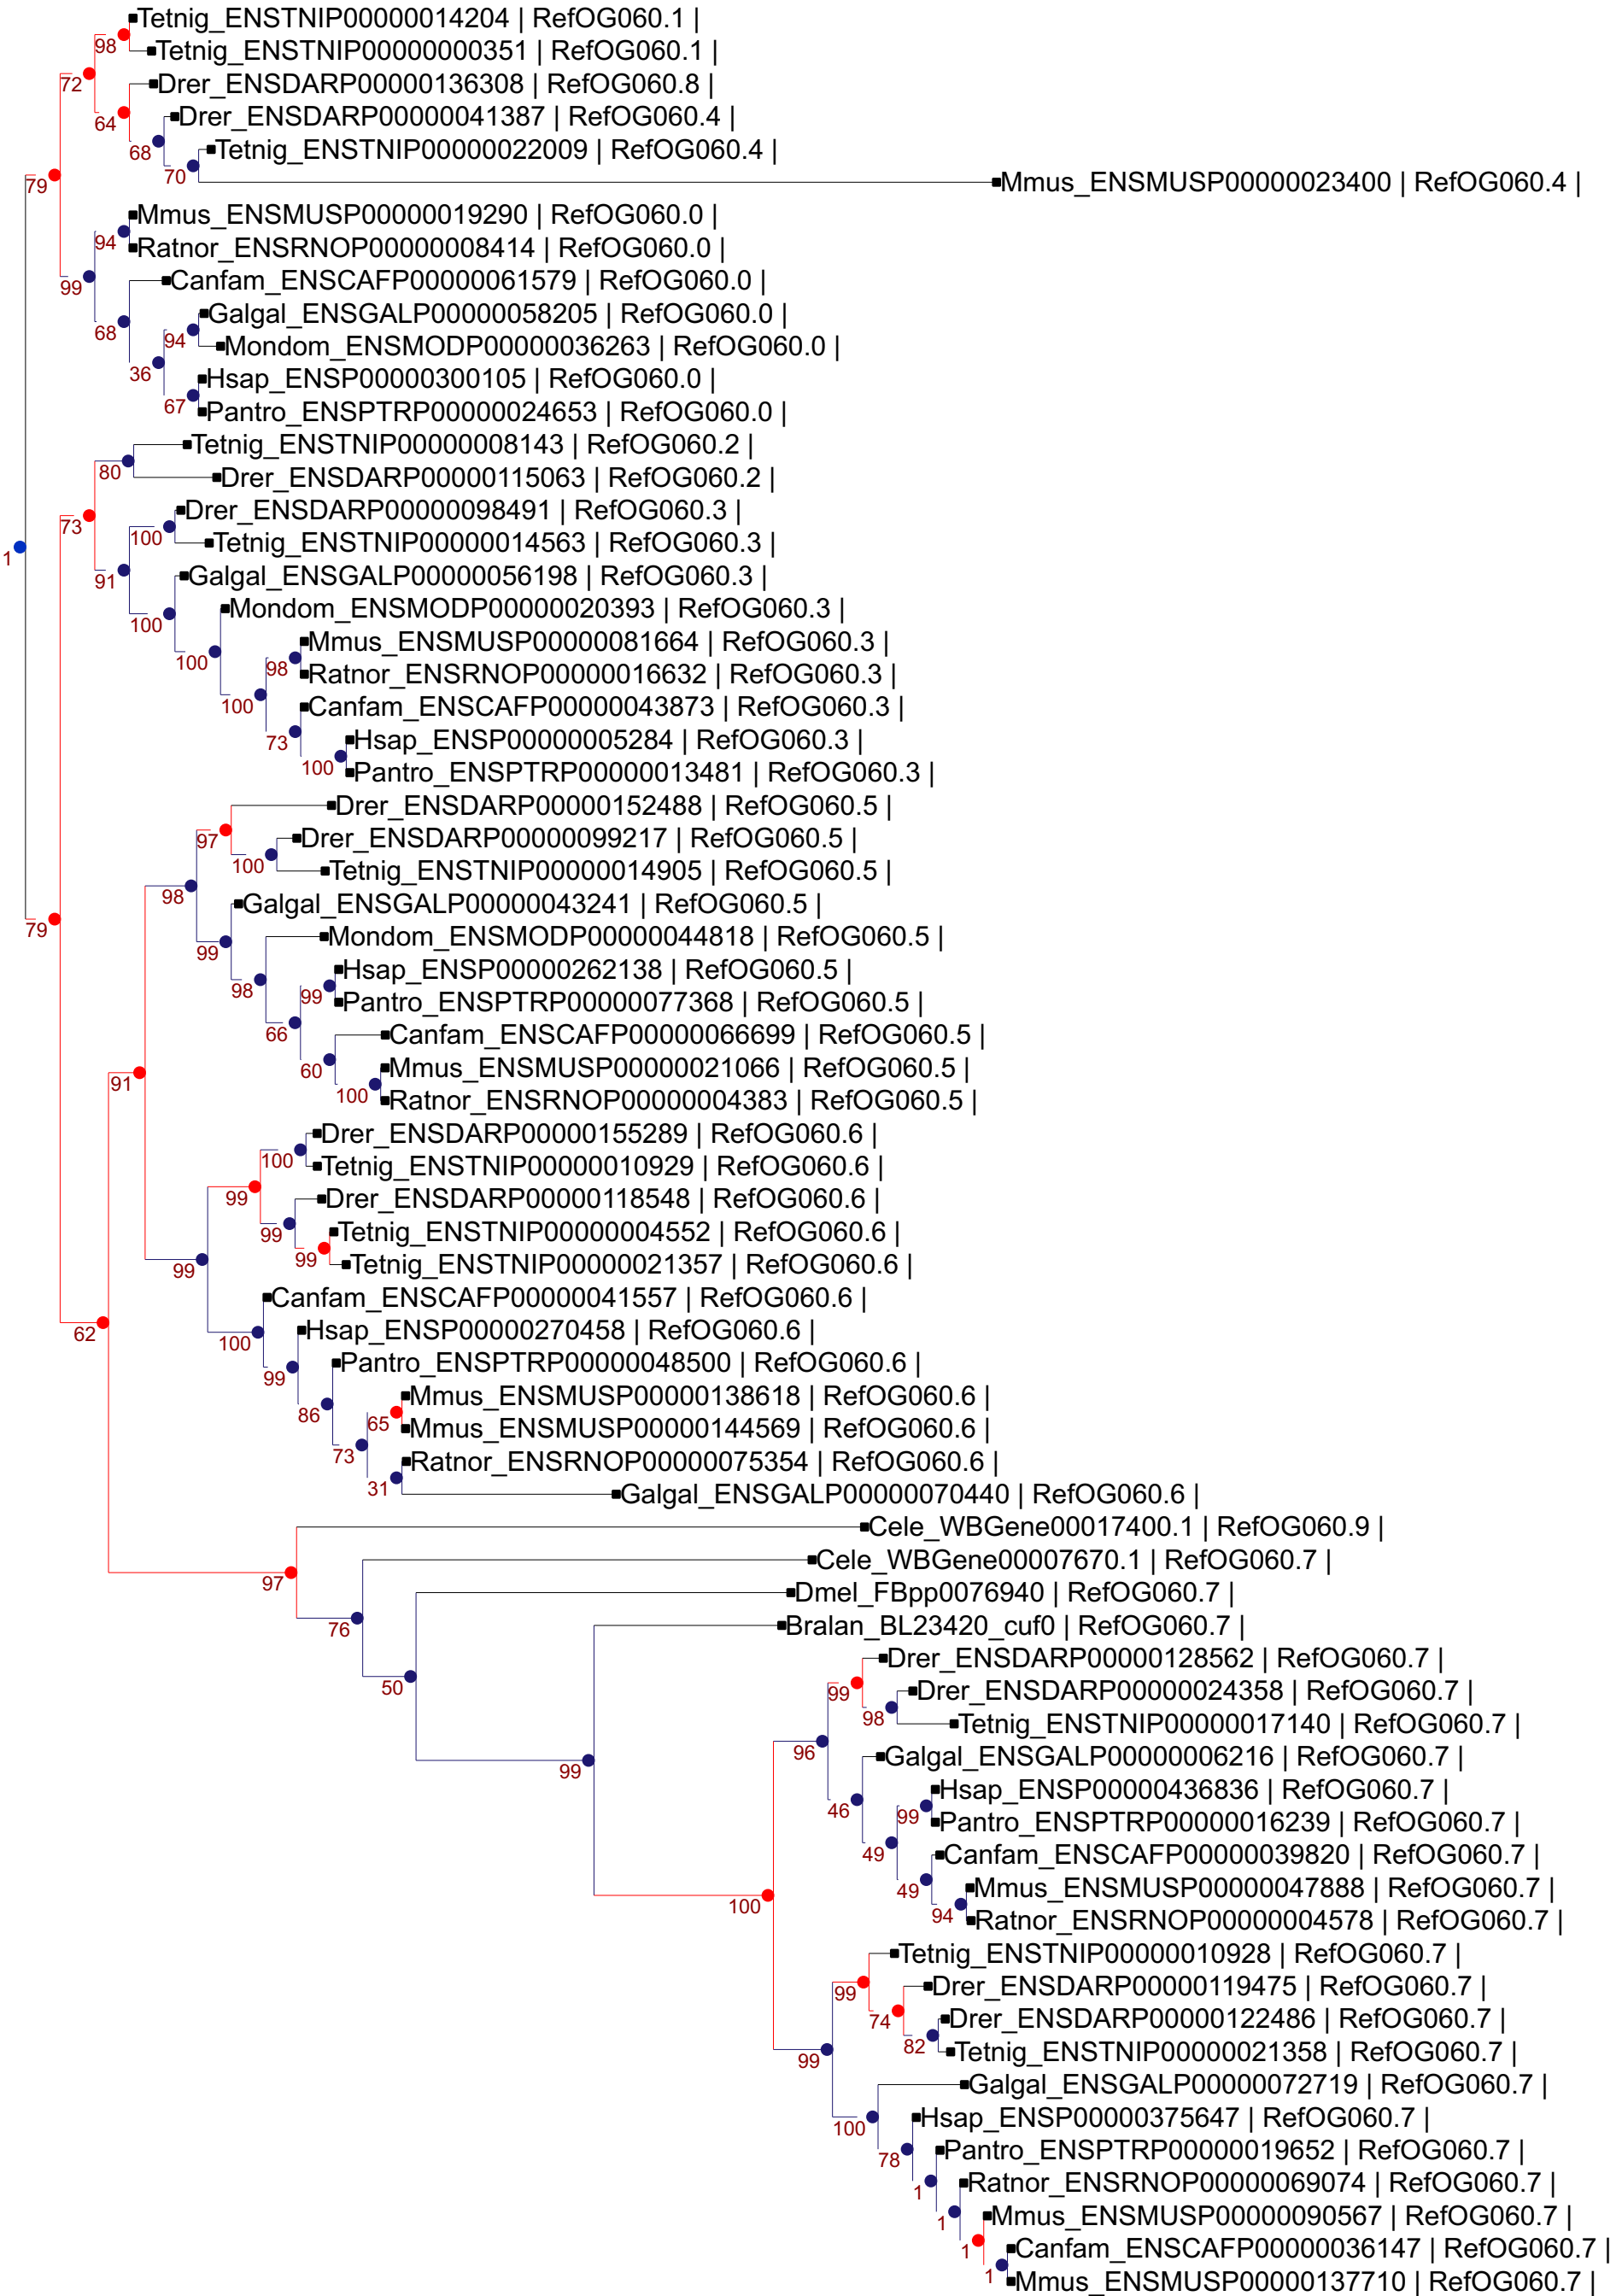 Tetnig_ENSTNIP00000014204 | RefOG060.1 |
98
Tetnig_ENSTNIP00000000351 | RefOG060.1 |
72
Drer_ENSDARP00000136308 | RefOG060.8 |
64
Drer_ENSDARP00000041387 | RefOG060.4 |
68
Tetnig_ENSTNIP00000022009 | RefOG060.4 |
70
Mmus_ENSMUSP00000023400 | RefOG060.4 |
79
Mmus_ENSMUSP00000019290 | RefOG060.0 |
94
Ratnor_ENSRNOP00000008414 | RefOG060.0 |
99
Canfam_ENSCAFP00000061579 | RefOG060.0 |
68
Galgal_ENSGALP00000058205 | RefOG060.0 |
94
Mondom_ENSMODP00000036263 | RefOG060.0 |
36
Hsap_ENSP00000300105 | RefOG060.0 |
67
Pantro_ENSPTRP00000024653 | RefOG060.0 |
Tetnig_ENSTNIP00000008143 | RefOG060.2 |
80
Drer_ENSDARP00000115063 | RefOG060.2 |
73
Drer_ENSDARP00000098491 | RefOG060.3 |
100
Tetnig_ENSTNIP00000014563 | RefOG060.3 |
1
91
Galgal_ENSGALP00000056198 | RefOG060.3 |
100
Mondom_ENSMODP00000020393 | RefOG060.3 |
100
Mmus_ENSMUSP00000081664 | RefOG060.3 |
98
Ratnor_ENSRNOP00000016632 | RefOG060.3 |
100
Canfam_ENSCAFP00000043873 | RefOG060.3 |
73
Hsap_ENSP00000005284 | RefOG060.3 |
100
Pantro_ENSPTRP00000013481 | RefOG060.3 |
Drer_ENSDARP00000152488 | RefOG060.5 |
97
Drer_ENSDARP00000099217 | RefOG060.5 |
100
Tetnig_ENSTNIP00000014905 | RefOG060.5 |
98
Galgal_ENSGALP00000043241 | RefOG060.5 |
79
99
Mondom_ENSMODP00000044818 | RefOG060.5 |
98
Hsap_ENSP00000262138 | RefOG060.5 |
99
Pantro_ENSPTRP00000077368 | RefOG060.5 |
66
Canfam_ENSCAFP00000066699 | RefOG060.5 |
60
Mmus_ENSMUSP00000021066 | RefOG060.5 |
91
100
Ratnor_ENSRNOP00000004383 | RefOG060.5 |
Drer_ENSDARP00000155289 | RefOG060.6 |
100
Tetnig_ENSTNIP00000010929 | RefOG060.6 |
99
Drer_ENSDARP00000118548 | RefOG060.6 |
99
Tetnig_ENSTNIP00000004552 | RefOG060.6 |
99
Tetnig_ENSTNIP00000021357 | RefOG060.6 |
99
Canfam_ENSCAFP00000041557 | RefOG060.6 |
62
100
Hsap_ENSP00000270458 | RefOG060.6 |
99
Pantro_ENSPTRP00000048500 | RefOG060.6 |
86
Mmus_ENSMUSP00000138618 | RefOG060.6 |
65
Mmus_ENSMUSP00000144569 | RefOG060.6 |
73
Ratnor_ENSRNOP00000075354 | RefOG060.6 |
31
Galgal_ENSGALP00000070440 | RefOG060.6 |
Cele_WBGene00017400.1 | RefOG060.9 |
97
Cele_WBGene00007670.1 | RefOG060.7 |
Dmel_FBpp0076940 | RefOG060.7 |
76
Bralan_BL23420_cuf0 | RefOG060.7 |
50
Drer_ENSDARP00000128562 | RefOG060.7 |
99
Drer_ENSDARP00000024358 | RefOG060.7 |
98
Tetnig_ENSTNIP00000017140 | RefOG060.7 |
96
Galgal_ENSGALP00000006216 | RefOG060.7 |
99
Hsap_ENSP00000436836 | RefOG060.7 |
46
99
Pantro_ENSPTRP00000016239 | RefOG060.7 |
49
Canfam_ENSCAFP00000039820 | RefOG060.7 |
49
Mmus_ENSMUSP00000047888 | RefOG060.7 |
100
94
Ratnor_ENSRNOP00000004578 | RefOG060.7 |
Tetnig_ENSTNIP00000010928 | RefOG060.7 |
99
Drer_ENSDARP00000119475 | RefOG060.7 |
74
Drer_ENSDARP00000122486 | RefOG060.7 |
82
Tetnig_ENSTNIP00000021358 | RefOG060.7 |
99
Galgal_ENSGALP00000072719 | RefOG060.7 |
100
Hsap_ENSP00000375647 | RefOG060.7 |
78
Pantro_ENSPTRP00000019652 | RefOG060.7 |
1
Ratnor_ENSRNOP00000069074 | RefOG060.7 |
1
Mmus_ENSMUSP00000090567 | RefOG060.7 |
1
Canfam_ENSCAFP00000036147 | RefOG060.7 |
1
Mmus_ENSMUSP00000137710 | RefOG060.7 |